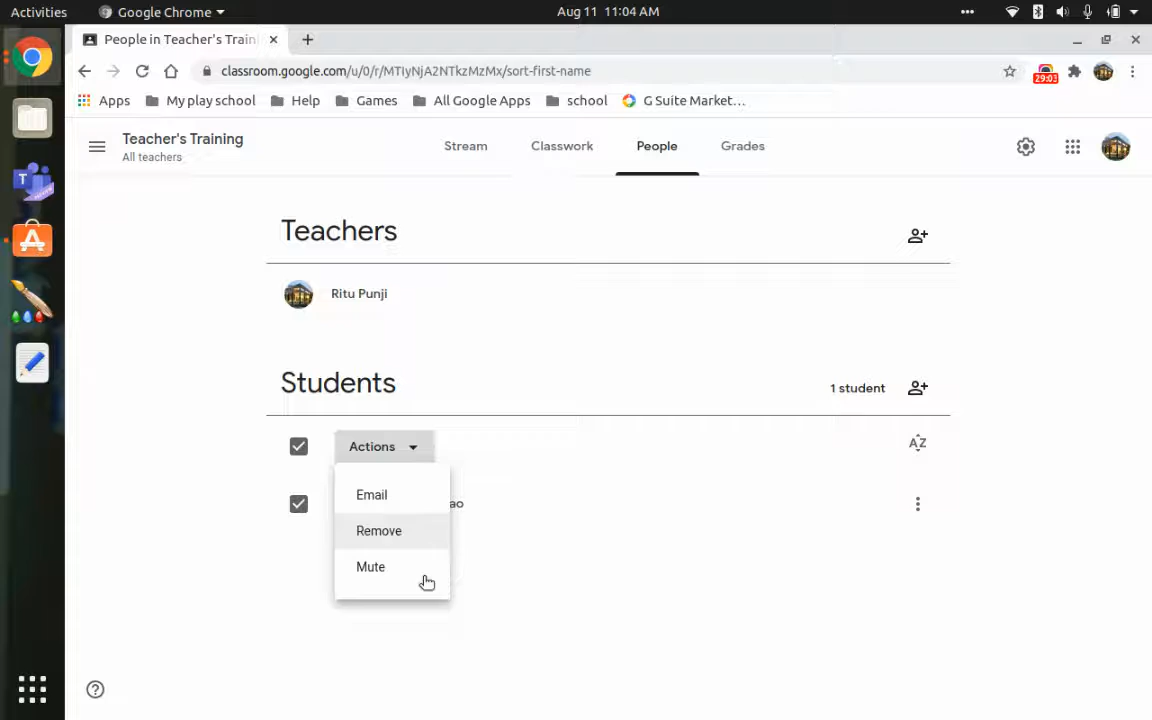 Activities
Google Chrome
Aug 11 11:04 AM
People in Teacher's Train
classroom.google.com/u/0/r/MTIyNjA2NTkzMzMx/sort-first-name
29:03
Apps
My play school
Help
Games
All Google Apps
school
G Suite Market...
Teacher's Training
All teachers
Stream
Classwork
People
Grades
Teachers
Ritu Punji
Students
1 student
Actions
AZ
Email
ao
Remove
Mute